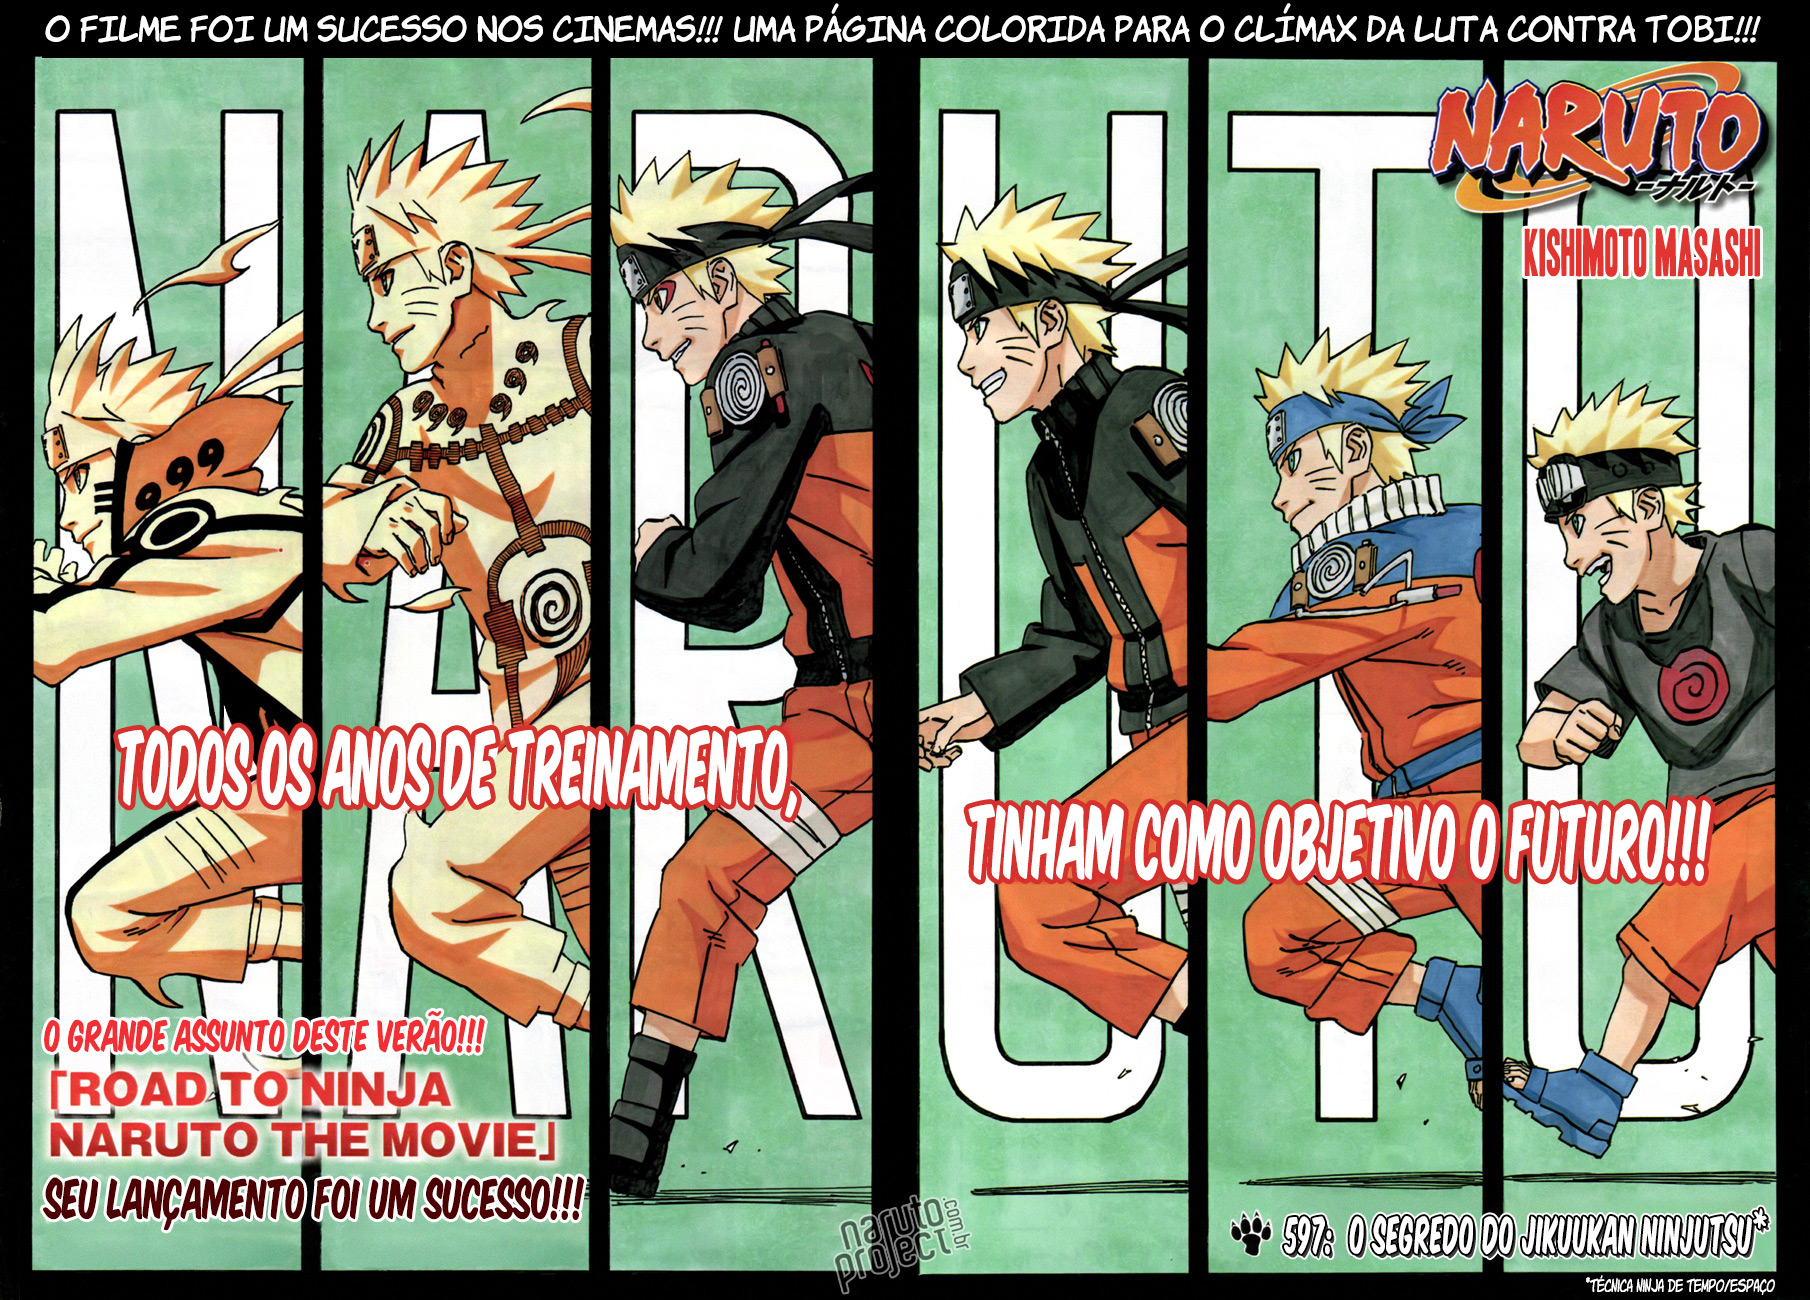 O FILME FOI UM SUCESSO NOS CINEMAS!!! UMA PÁGINA COLORIDA PARA O CLÍMAX DA LUTA CONTRA TOBI!!!
NARUTO
NARUTO
-ナルト-
KISHIMOTO MASASHI
TODOS OS ANOS DE TREINAMENTO,
TINHAM COMO OBJETIVO O FUTURO!!!
O GRANDE ASSUNTO DESTE VERÃO!!!
「ROAD TO NINJA
NARUTO THE MOVIE」
SEU LANÇAMENTO FOI UM SUCESSO!!!
naruto
project
.com.br
597: O SEGREDO DO JIKUUKAN NINJUTSU*
*TÉCNICA NINJA DE TEMPO/ESPAÇO